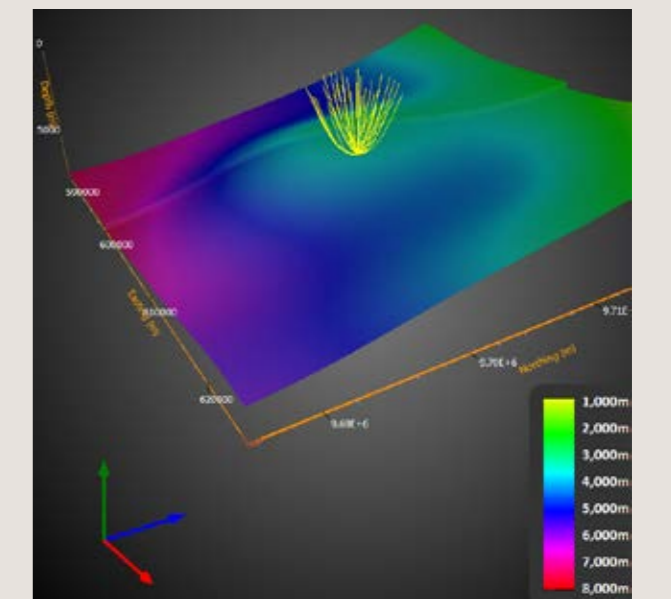 0
Depth (m)
5000
590000
600000
Easting (m)
610000
620000
9.69E+6
9.70E+6
Northing (m)
9.71E
1,000m
2,000m
3,000m
4,000m
5,000m
6,000m
7,000m
8,000m